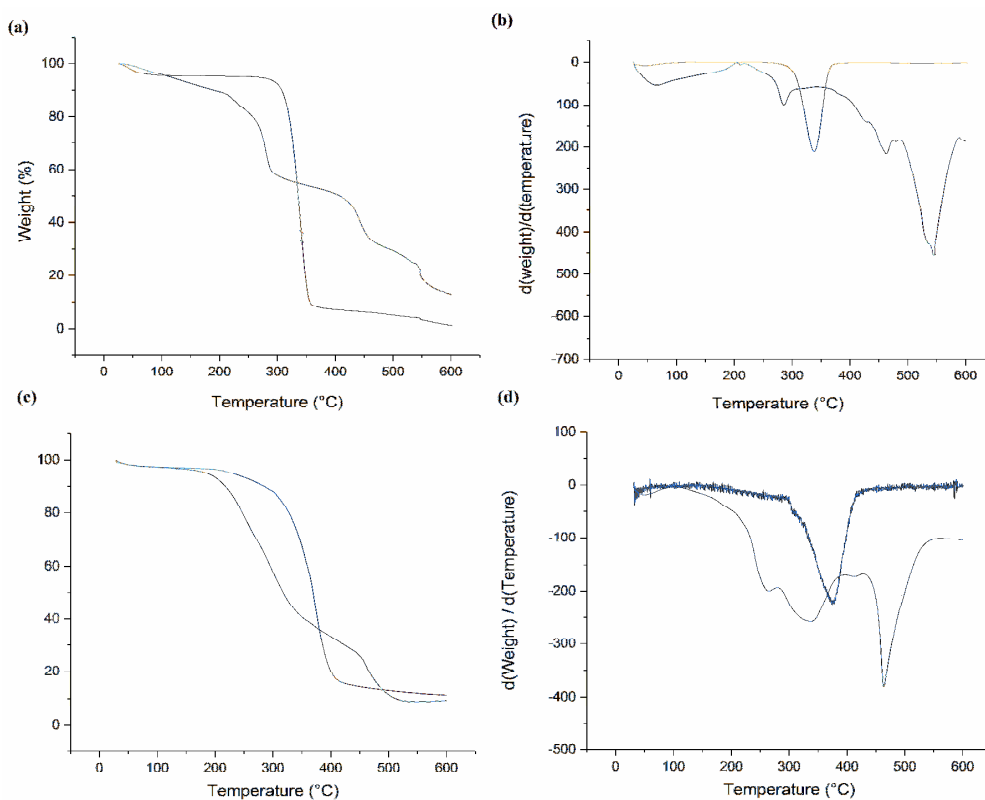 (a)
100
80
60
40
20
0
Weight (%)
0 100 200 300 400 500 600
Temperature (°C)
(b)
0
100
-200
-300
-400
-500
-600
-700
d(weight)/d(temperature)
0 100 200 300 400 500 600
Temperature (°C)
(c)
100
80
60
40
20
0
0 100 200 300 400 500 600
Temperature (°C)
(d)
100
0
-100
-200
-300
-400
-500
d(Weight) / d(Temperature)
0 100 200 300 400 500 600
Temperature (°C)